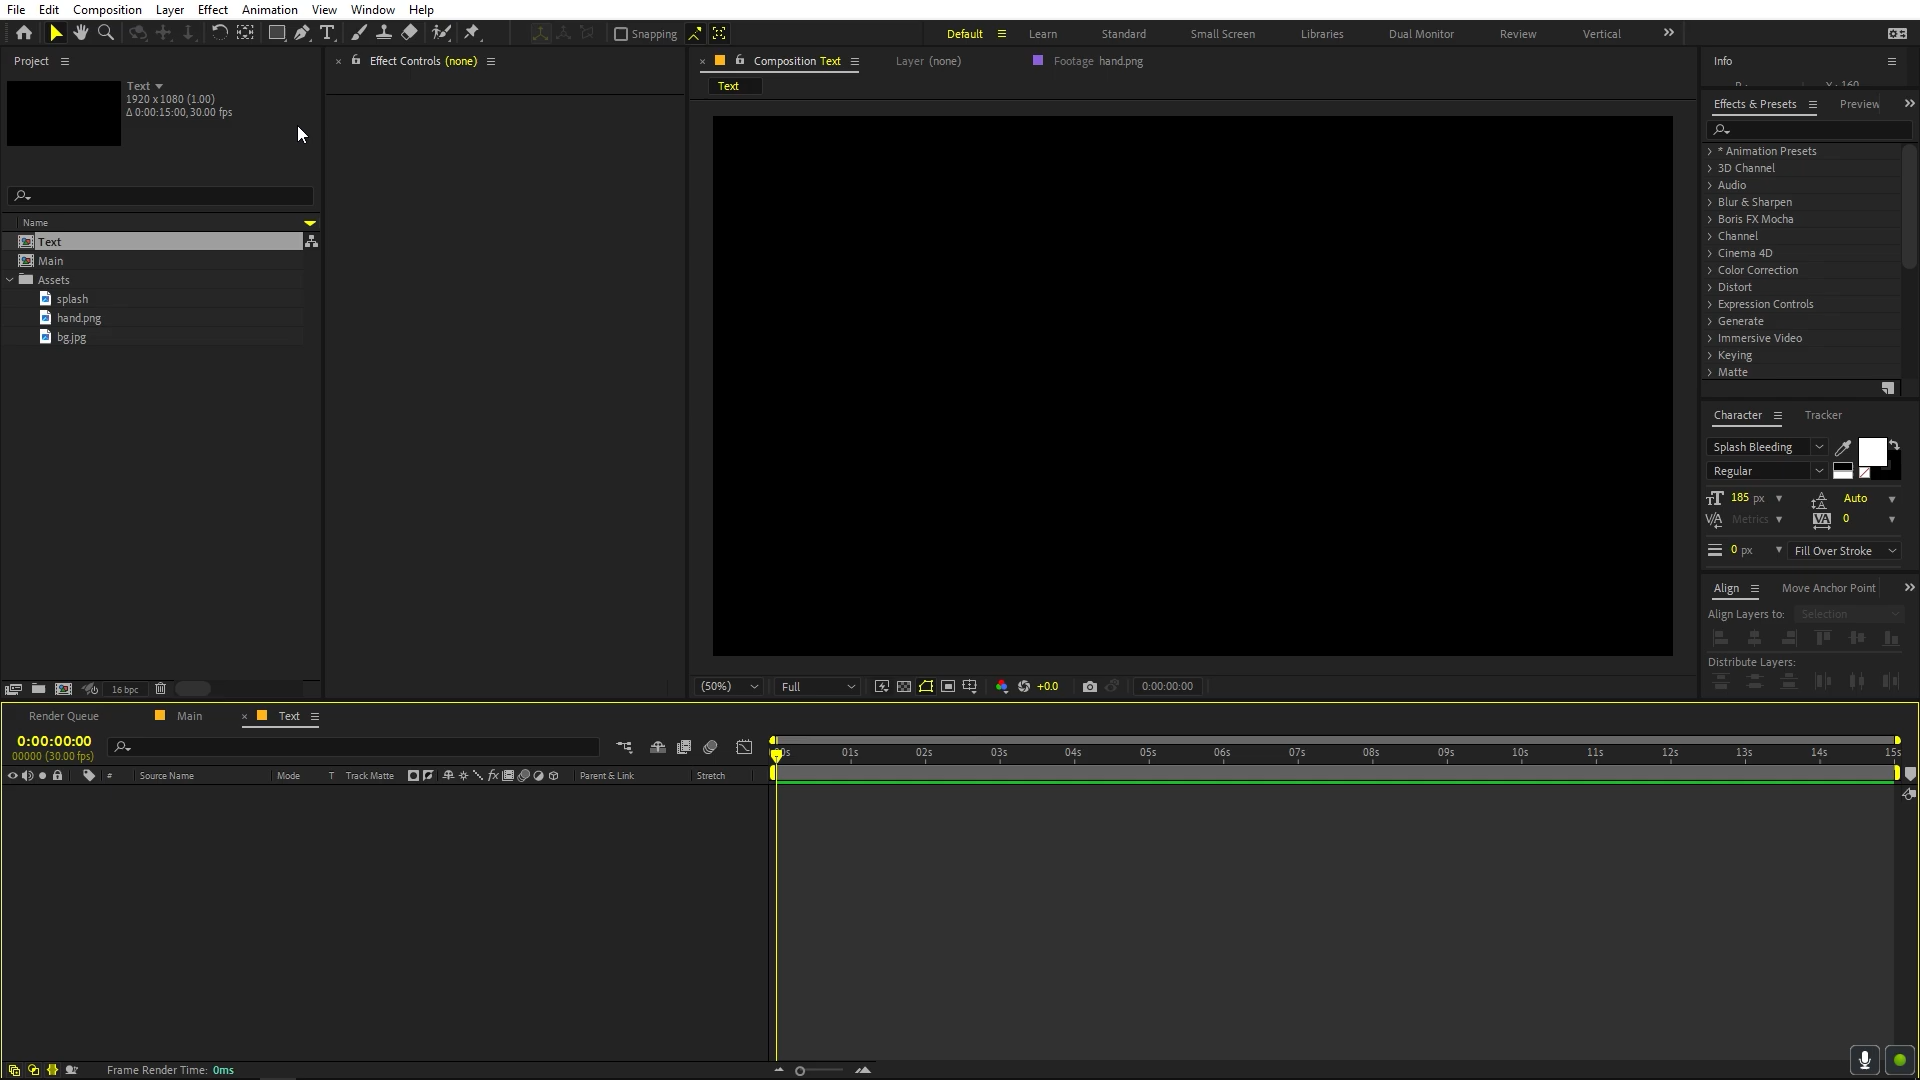 File Edit Composition Layer Effect Animation View Window Help
Snapping
Default Learn Standard Small Screen Libraries Dual Monitor Review Vertical
Project
Text
1920 x 1080 (1.00)
Δ 0:00:15:00, 30.00 fps
Name
Text
Main
Assets
splash
hand.png
bg.jpg
16 bpc
Effect Controls (none)
Composition Text
Layer (none)
Footage hand.png
Text
(50%)
Full
+0.0
0:00:00:00
Info
Effects & Presets Preview
* Animation Presets
3D Channel
Audio
Blur & Sharpen
Boris FX Mocha
Channel
Cinema 4D
Color Correction
Distort
Expression Controls
Generate
Immersive Video
Keying
Matte
Character Tracker
Splash Bleeding
Regular
185 px
Auto
Metrics
0
0 px
Fill Over Stroke
Align Move Anchor Point
Align Layers to: Selection
Distribute Layers:
Render Queue Main Text
0:00:00:00
00000 (30.00 fps)
# Source Name Mode T Track Matte Parent & Link Stretch
01s 02s 03s 04s 05s 06s 07s 08s 09s 10s 11s 12s 13s 14s 15s
Frame Render Time: 0ms